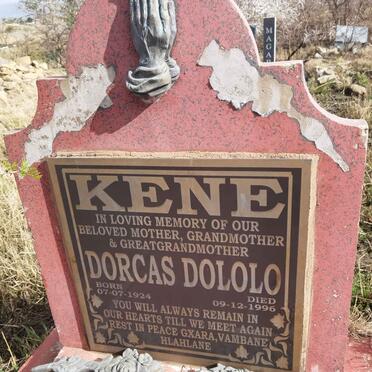 MAGA
KENE
IN LOVING MEMORY OF OUR
BELOVED MOTHER, GRANDMOTHER
& GREATGRANDMOTHER
DORCAS DOLOLO
BORN DIED
07-07-1924 09-12-1996
YOU WILL ALWAYS REMAIN IN
OUR HEARTS TILL WE MEET AGAIN
REST IN PEACE GXARA,VAMBANE
HLAHLANE